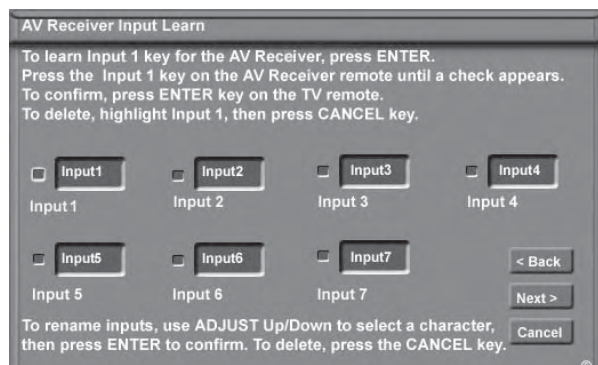 AV Receiver Input Learn
To learn Input 1 key for the AV Receiver, press ENTER.
Press the Input 1 key on the AV Receiver remote until a check appears.
To confirm, press ENTER key on the TV remote.
To delete, highlight Input 1, then press CANCEL key.
Input1 Input2 Input3 Input4
Input 1 Input 2 Input 3 Input 4
Input5 Input6 Input7 < Back
Input 5 Input 6 Input 7 Next >
To rename inputs, use ADJUST Up/Down to select a character,
then press ENTER to confirm. To delete, press the CANCEL key. Cancel